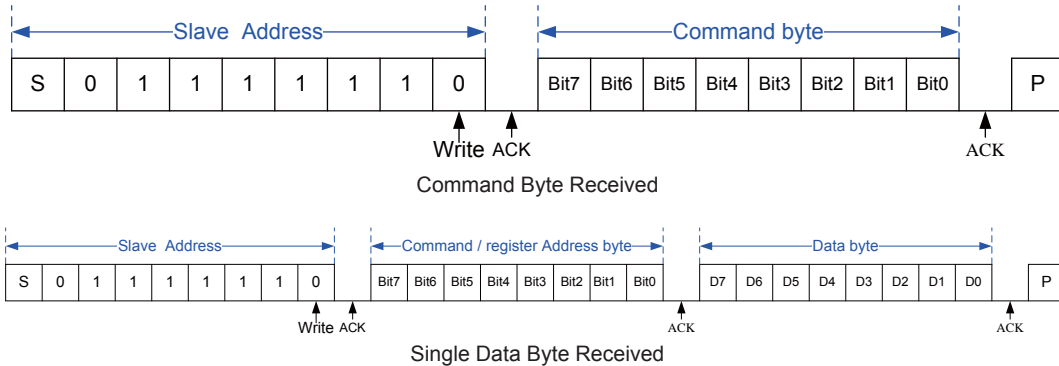 Slave Address Command byte
S 0 1 1 1 1 1 1 0 Bit7 Bit6 Bit5 Bit4 Bit3 Bit2 Bit1 Bit0 P
Write ACK ACK
Command Byte Received
Slave Address Command / register Address byte Data byte
S 0 1 1 1 1 1 1 0 Bit7 Bit6 Bit5 Bit4 Bit3 Bit2 Bit1 Bit0 D7 D6 D5 D4 D3 D2 D1 D0 P
Write ACK ACK ACK
Single Data Byte Received